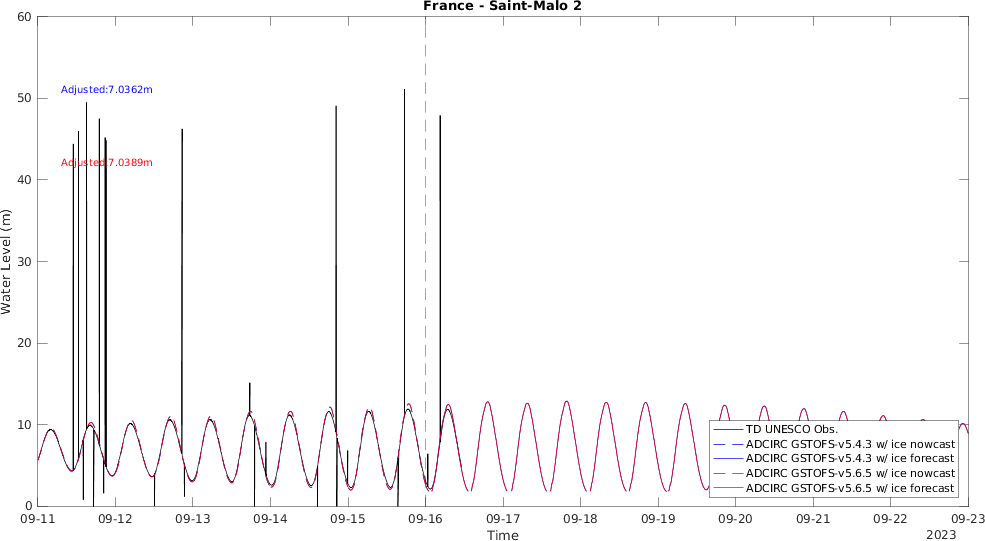 France - Saint-Malo 2
60
50
40
30
20
10
0
Water Level (m)
Adjusted:7.0362m
Adjusted:7.0389m
TD UNESCO Obs.
ADCIRC GSTOFS-v5.4.3 w/ ice nowcast
ADCIRC GSTOFS-v5.4.3 w/ ice forecast
ADCIRC GSTOFS-v5.6.5 w/ ice nowcast
ADCIRC GSTOFS-v5.6.5 w/ ice forecast
09-11 09-12 09-13 09-14 09-15 09-16 09-17 09-18 09-19 09-20 09-21 09-22 09-23
Time
2023